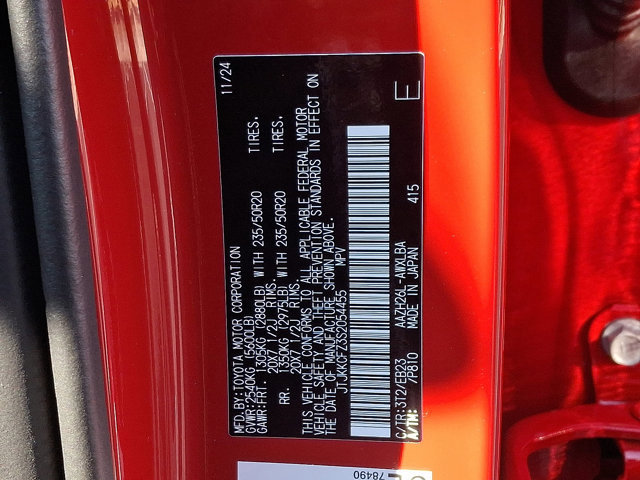 MFD.BY:TOYOTA MOTOR CORPORATION 11/24
GVWR:2540KG (5600LB)
GAWR:FRT. 1305KG (2880LB) WITH 235/50R20 TIRES.
20X7 1/2J RIMS.
RR. 1350KG (2975LB) WITH 235/50R20 TIRES.
20X7 1/2J RIMS.
THIS VEHICLE CONFORMS TO ALL APPLICABLE FEDERAL MOTOR
VEHICLE SAFETY AND THEFT PREVENTION STANDARDS IN EFFECT ON
THE DATE OF MANUFACTURE SHOWN ABOVE.
JTJKKCFZ3S2054455 MPV
C/TR:3T2/EB23 AAZH26L-AWXLBA 415
A/TM: /P810 MADE IN JAPAN E
78490